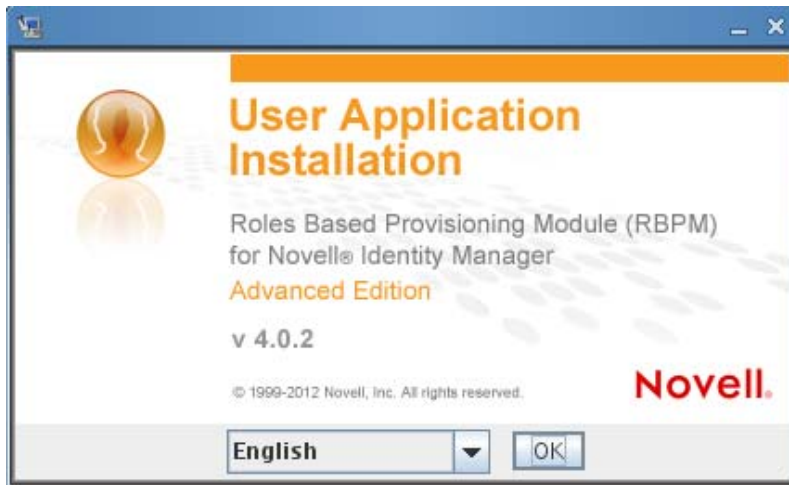 User Application
Installation
Roles Based Provisioning Module (RBPM)
for Novell® Identity Manager
Advanced Edition
v 4.0.2
© 1999-2012 Novell, Inc. All rights reserved.
Novell.
English
OK